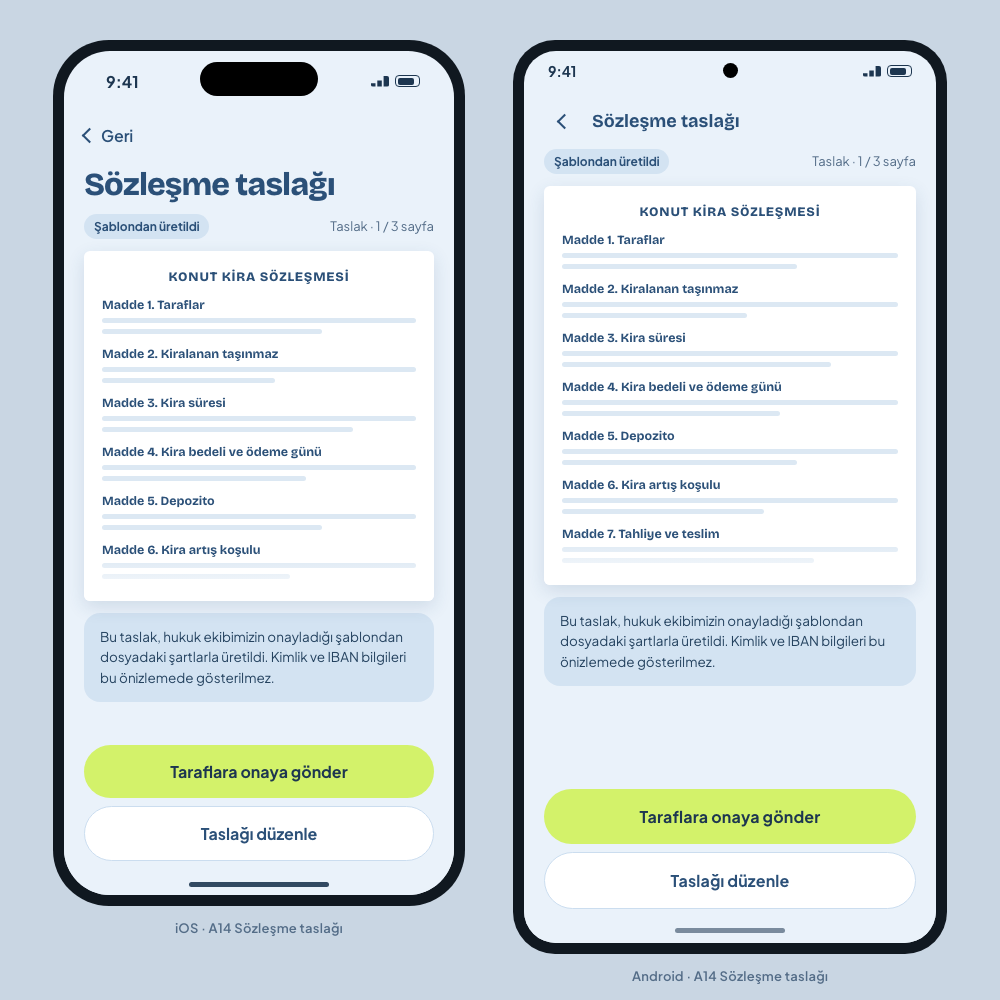 9:41
Geri
Sözleşme taslağı
Şablondan üretildi
Taslak · 1 / 3 sayfa
KONUT KİRA SÖZLEŞMESİ
Madde 1. Taraflar
Madde 2. Kiralanan taşınmaz
Madde 3. Kira süresi
Madde 4. Kira bedeli ve ödeme günü
Madde 5. Depozito
Madde 6. Kira artış koşulu
Bu taslak, hukuk ekibimizin onayladığı şablondan
dosyadaki şartlarla üretildi. Kimlik ve IBAN bilgileri
bu önizlemede gösterilmez.
Taraflara onaya gönder
Taslağı düzenle
iOS · A14 Sözleşme taslağı
9:41
Sözleşme taslağı
Şablondan üretildi
Taslak · 1 / 3 sayfa
KONUT KİRA SÖZLEŞMESİ
Madde 1. Taraflar
Madde 2. Kiralanan taşınmaz
Madde 3. Kira süresi
Madde 4. Kira bedeli ve ödeme günü
Madde 5. Depozito
Madde 6. Kira artış koşulu
Madde 7. Tahliye ve teslim
Bu taslak, hukuk ekibimizin onayladığı şablondan
dosyadaki şartlarla üretildi. Kimlik ve IBAN bilgileri bu
önizlemede gösterilmez.
Taraflara onaya gönder
Taslağı düzenle
Android · A14 Sözleşme taslağı